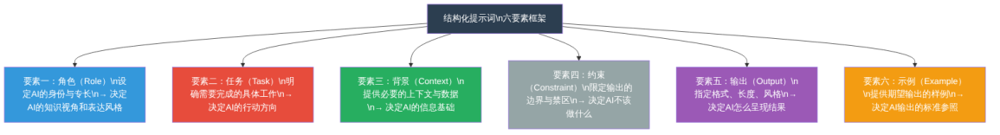 结构化提示词\n六要素框架
要素一：角色（Role）\n设
定AI的身份与专长\n→ 决定
AI的知识视角和表达风格
要素二：任务（Task）\n明
确需要完成的具体工作\n→
决定AI的行动方向
要素三：背景（Context）\n
提供必要的上下文与数据
\n→ 决定AI的信息基础
要素四：约束
（Constraint）\n限定输出的
边界与禁区\n→ 决定AI不该
做什么
要素五：输出（Output）\n
指定格式、长度、风格\n→
决定AI怎么呈现结果
要素六：示例（Example）
\n提供期望输出的样例\n→
决定AI输出的标准参照